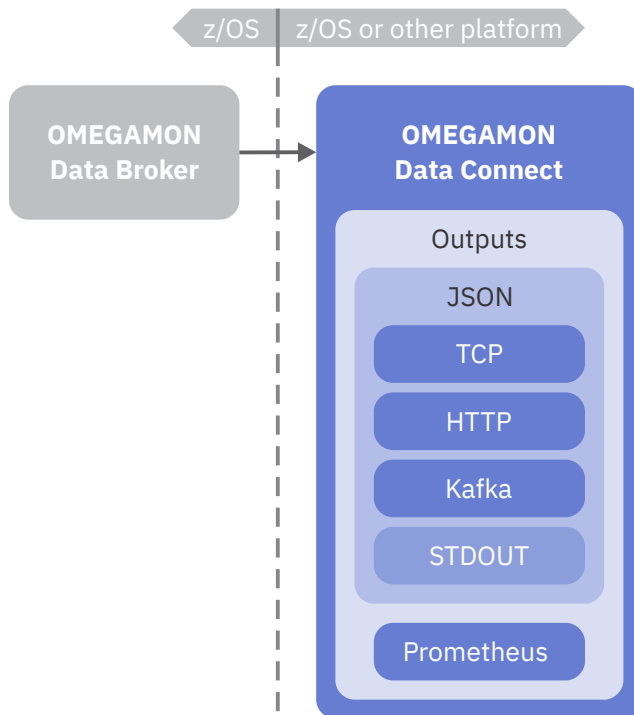 z/OS
z/OS or other platform
OMEGAMON
Data Broker
OMEGAMON
Data Connect
Outputs
JSON
TCP
HTTP
Kafka
STDOUT
Prometheus